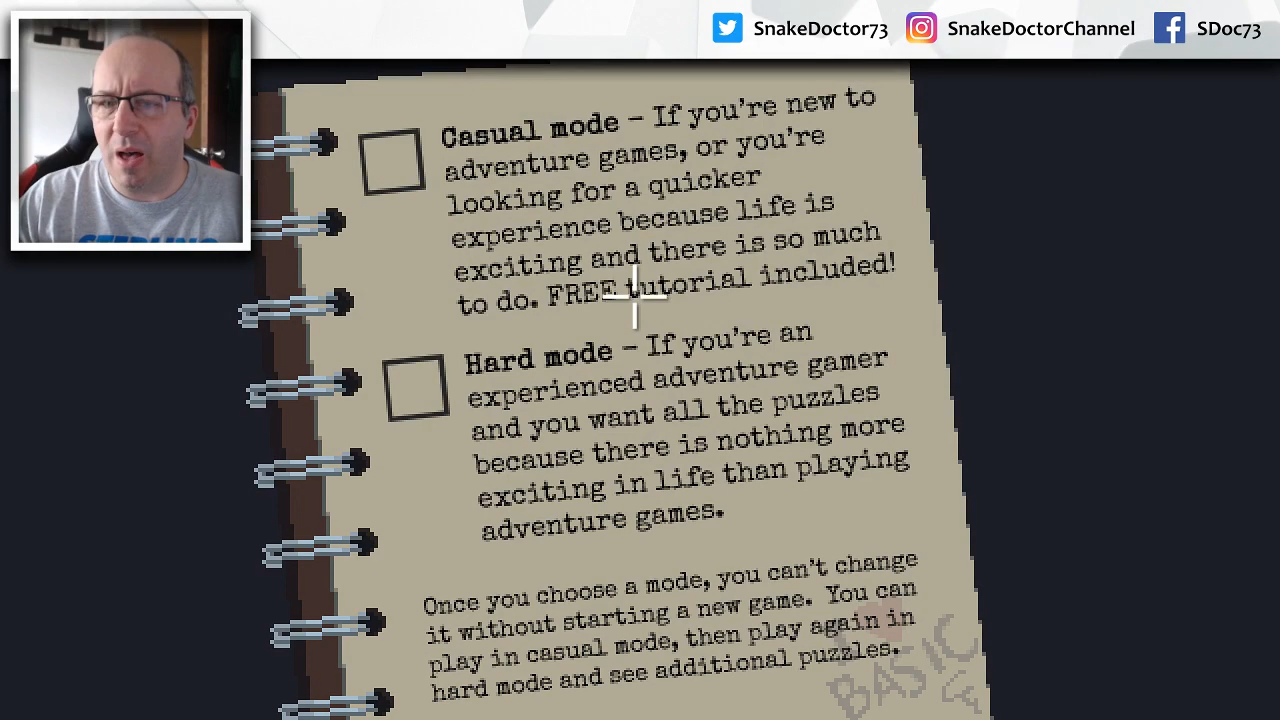 SnakeDoctor73 SnakeDoctorChannel SDoc73
Casual mode – If you're new to
adventure games, or you're
looking for a quicker
experience because life is
exciting and there is so much
to do. FREE tutorial included!
Hard mode – If you're an
experienced adventure gamer
and you want all the puzzles
because there is nothing more
exciting in life than playing
adventure games.
Once you choose a mode, you can't change
it without starting a new game. You can
play in casual mode, then play again in
hard mode and see additional puzzles.
BASIC